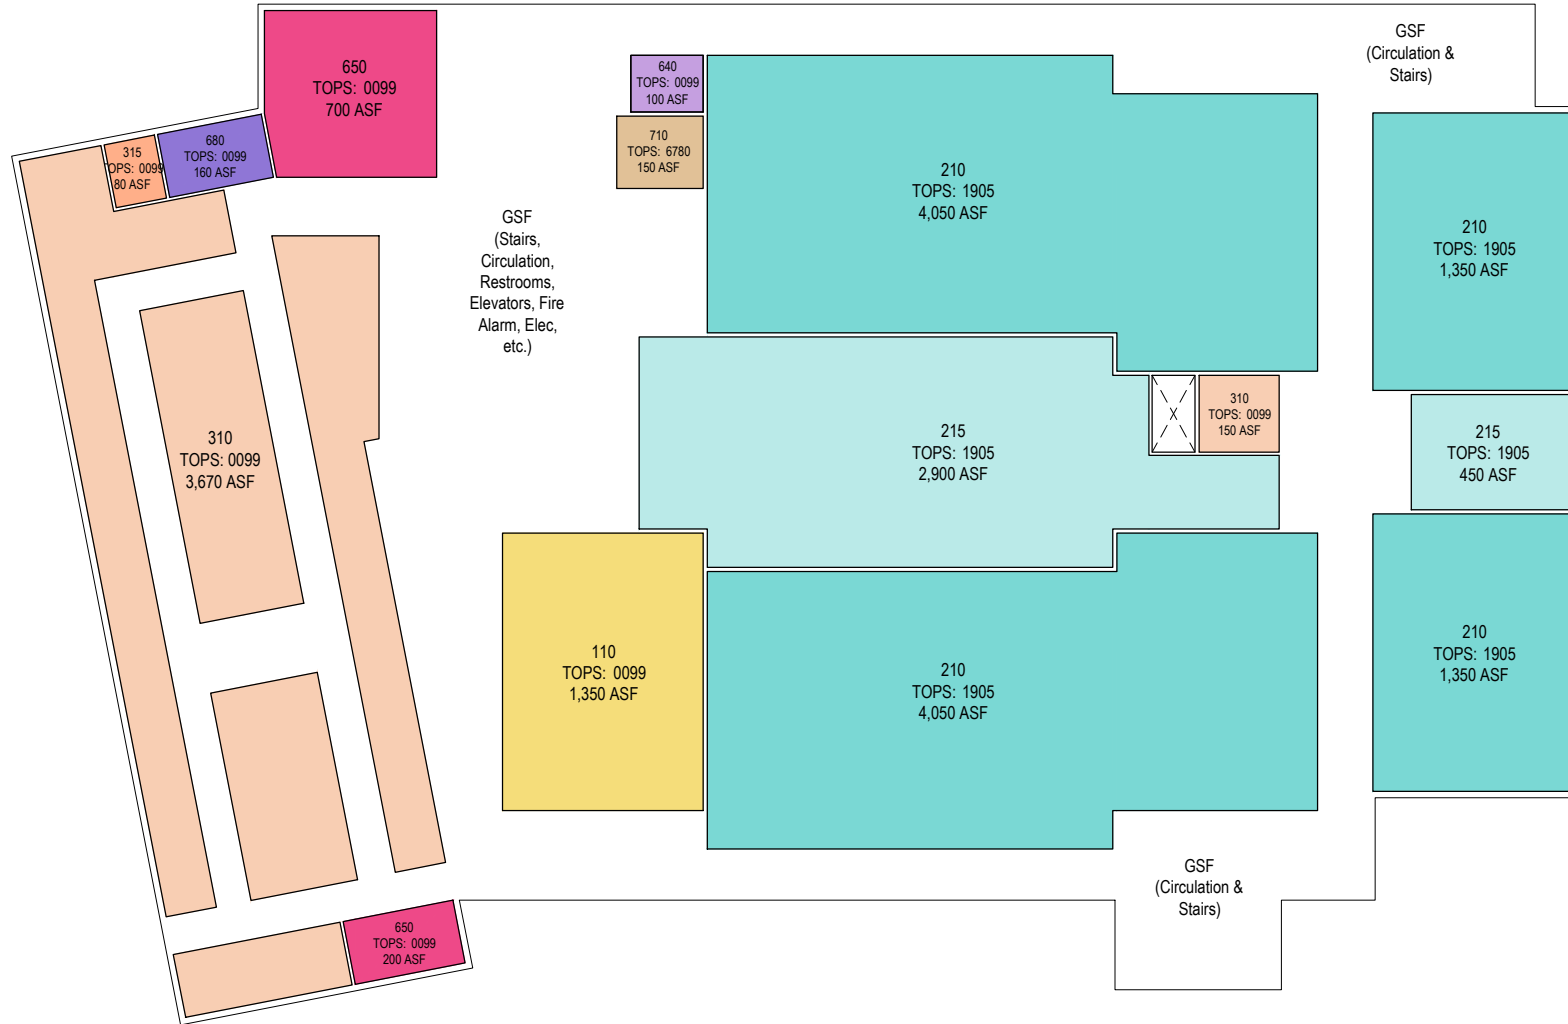 650
TOPS: 0099
700 ASF
640
TOPS: 0099
100 ASF
GSF
(Circulation &
Stairs)
315
TOPS: 0099
80 ASF
680
TOPS: 0099
160 ASF
710
TOPS: 6780
150 ASF
210
TOPS: 1905
4,050 ASF
210
TOPS: 1905
1,350 ASF
GSF
(Stairs,
Circulation,
Restrooms,
Elevators, Fire
Alarm, Elec,
etc.)
310
TOPS: 0099
3,670 ASF
215
TOPS: 1905
2,900 ASF
310
TOPS: 0099
150 ASF
215
TOPS: 1905
450 ASF
110
TOPS: 0099
1,350 ASF
210
TOPS: 1905
4,050 ASF
210
TOPS: 1905
1,350 ASF
GSF
(Circulation &
Stairs)
650
TOPS: 0099
200 ASF